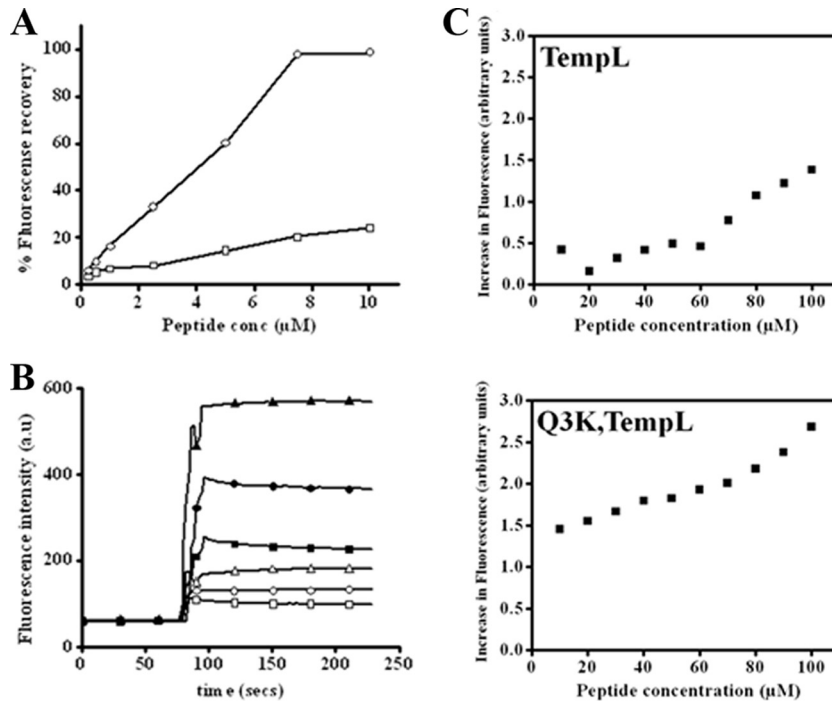 A
% Fluorescense recovery
100
80
60
40
20
0
0 2 4 6 8 10
Peptide conc (µM)
B
Fluorescence intensity (a.u)
600
400
200
0
0 50 100 150 200 250
time (secs)
C
TempL
Increase in Fluorescence (arbitrary units)
3.0
2.5
2.0
1.5
1.0
0.5
0.0
0 20 40 60 80 100
Peptide concentration (µM)
Q3K,TempL
Increase in Fluorescence (arbitrary units)
3.0
2.5
2.0
1.5
1.0
0.5
0.0
0 20 40 60 80 100
Peptide concentration (µM)